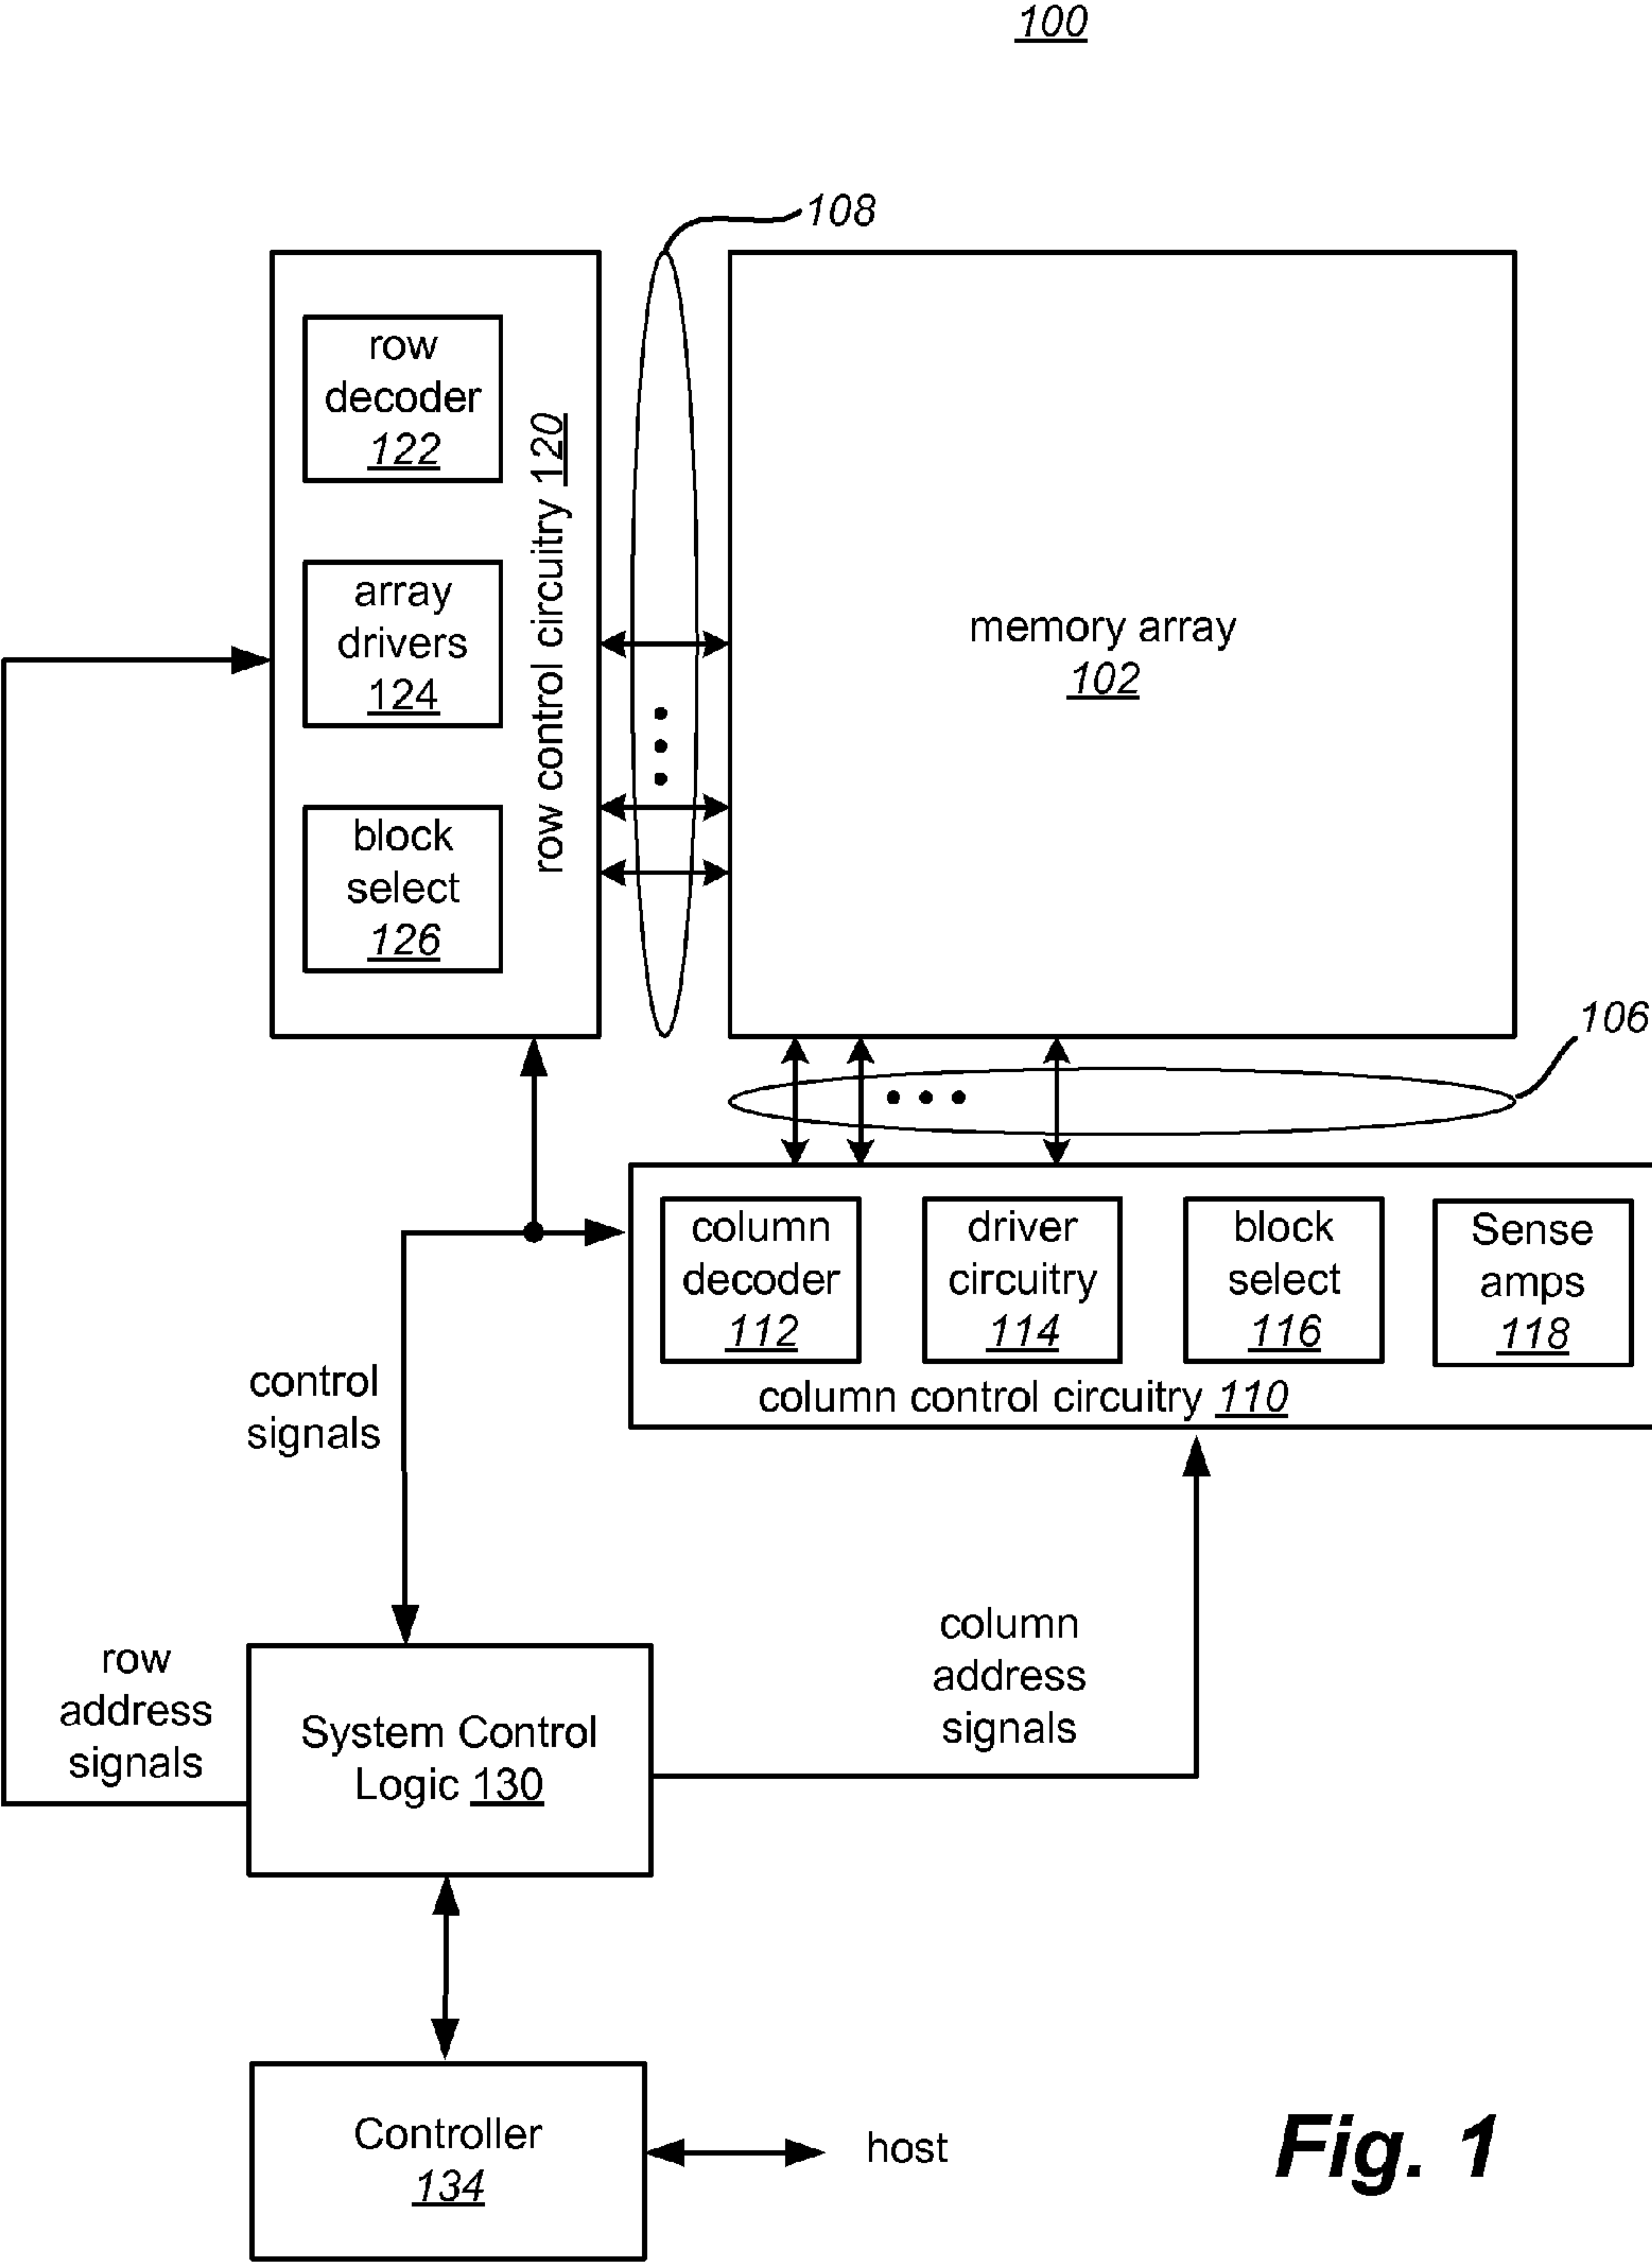 100
108
row
decoder
122
array
drivers
124
block
select
126
row control circuitry 120
memory array
102
106
column
decoder
112
driver
circuitry
114
block
select
116
Sense
amps
118
column control circuitry 110
control
signals
row
address
signals
column
address
signals
System Control
Logic 130
Controller
134
host
Fig. 1